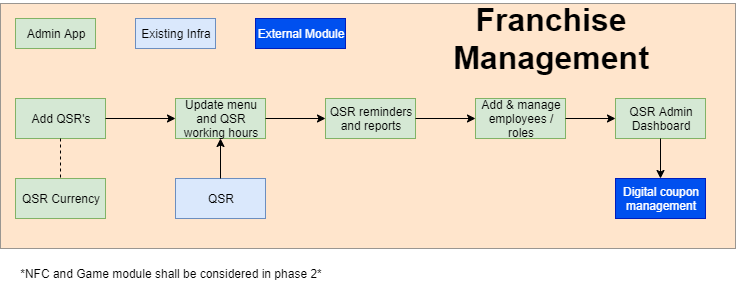 Franchise
Management
Admin App
Existing Infra
External Module
Add QSR's
Update menu
and QSR
working hours
QSR reminders
and reports
Add & manage
employees /
roles
QSR Admin
Dashboard
QSR Currency
QSR
Digital coupon
management
*NFC and Game module shall be considered in phase 2*